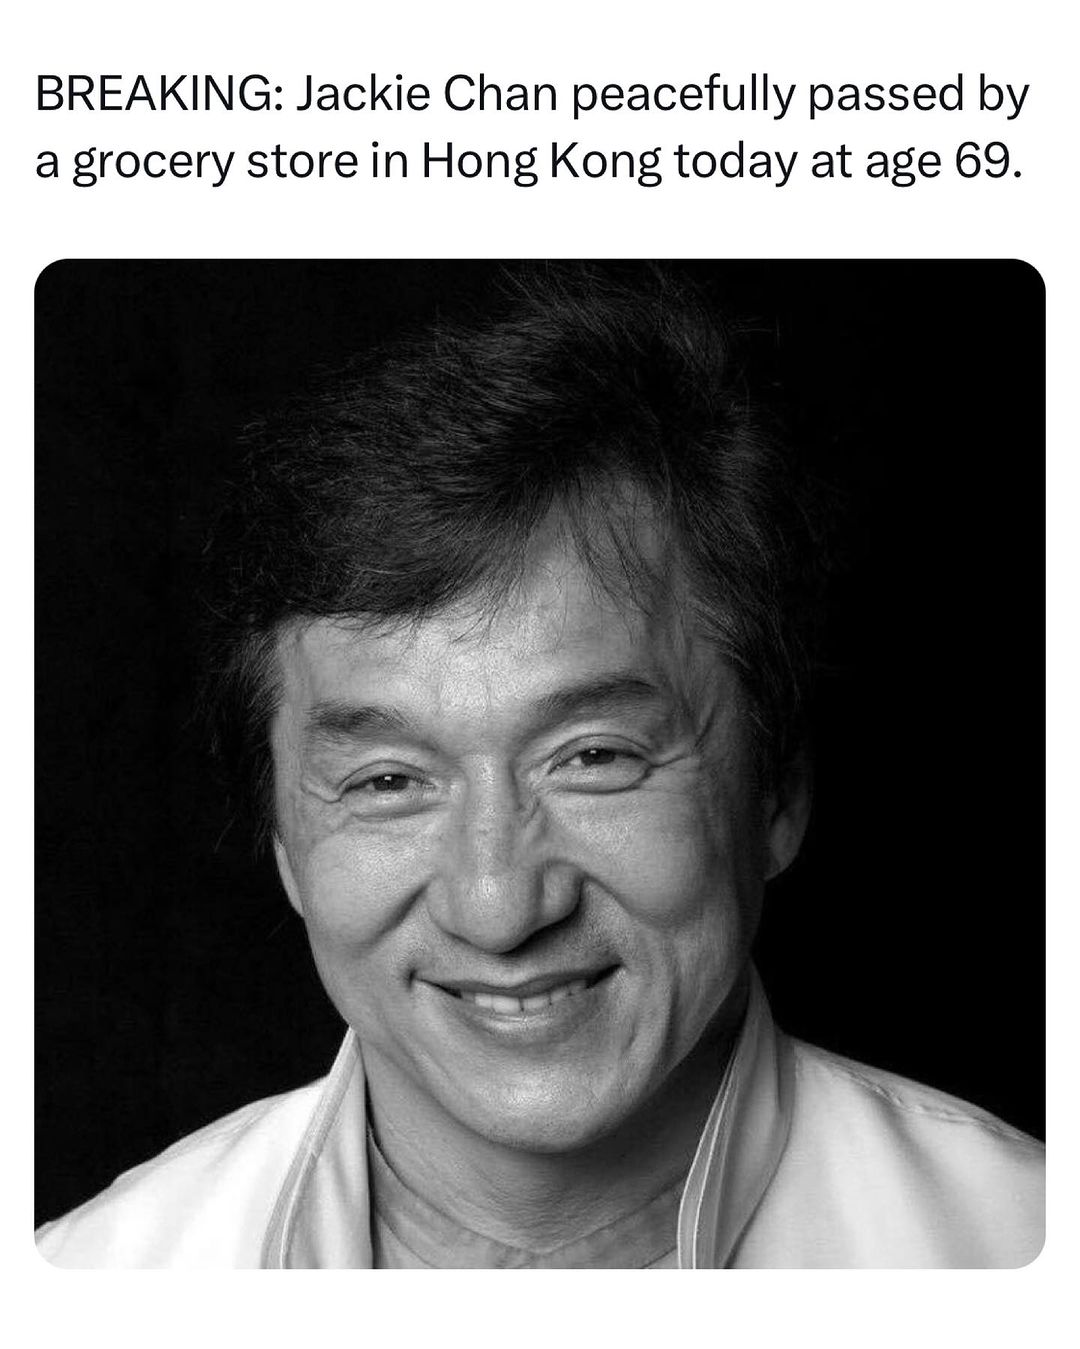 BREAKING: Jackie Chan peacefully passed by
a grocery store in Hong Kong today at age 69.